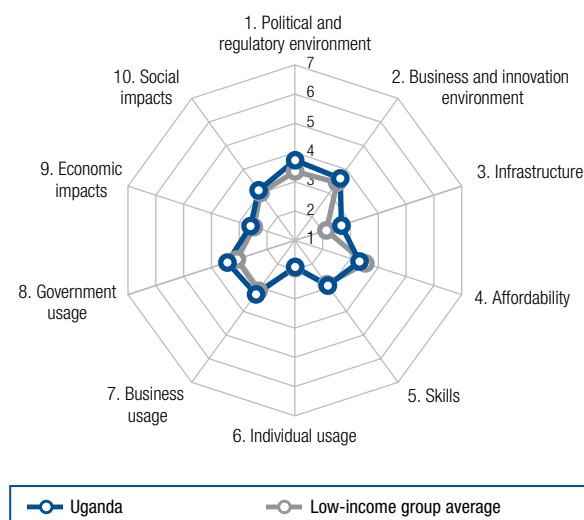 1. Political and
regulatory environment
2. Business and innovation
environment
3. Infrastructure
4. Affordability
5. Skills
6. Individual usage
7. Business
usage
8. Government
usage
9. Economic
impacts
10. Social
impacts
7
6
5
4
3
2
1
Uganda
Low-income group average